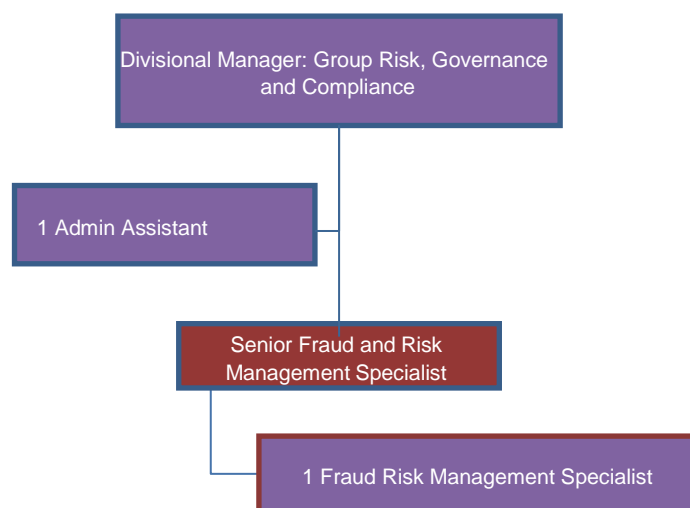 Divisional Manager: Group Risk, Governance
and Compliance
1 Admin Assistant
Senior Fraud and Risk
Management Specialist
1 Fraud Risk Management Specialist